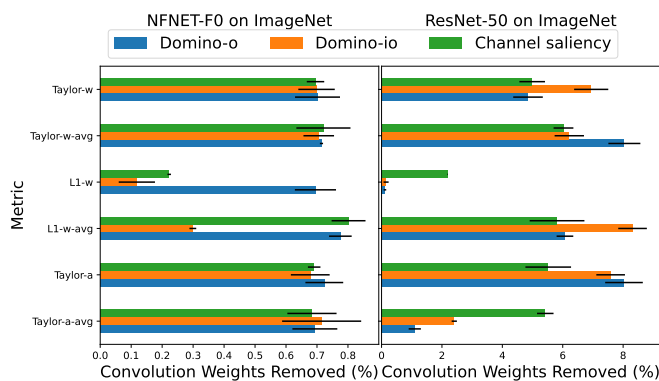 NFNET-F0 on ImageNet ResNet-50 on ImageNet
Domino-o Domino-io Channel saliency
Metric
Taylor-w
Taylor-w-avg
L1-w
L1-w-avg
Taylor-a
Taylor-a-avg
0.0 0.1 0.2 0.3 0.4 0.5 0.6 0.7 0.8 0 2 4 6 8
Convolution Weights Removed (%) Convolution Weights Removed (%)